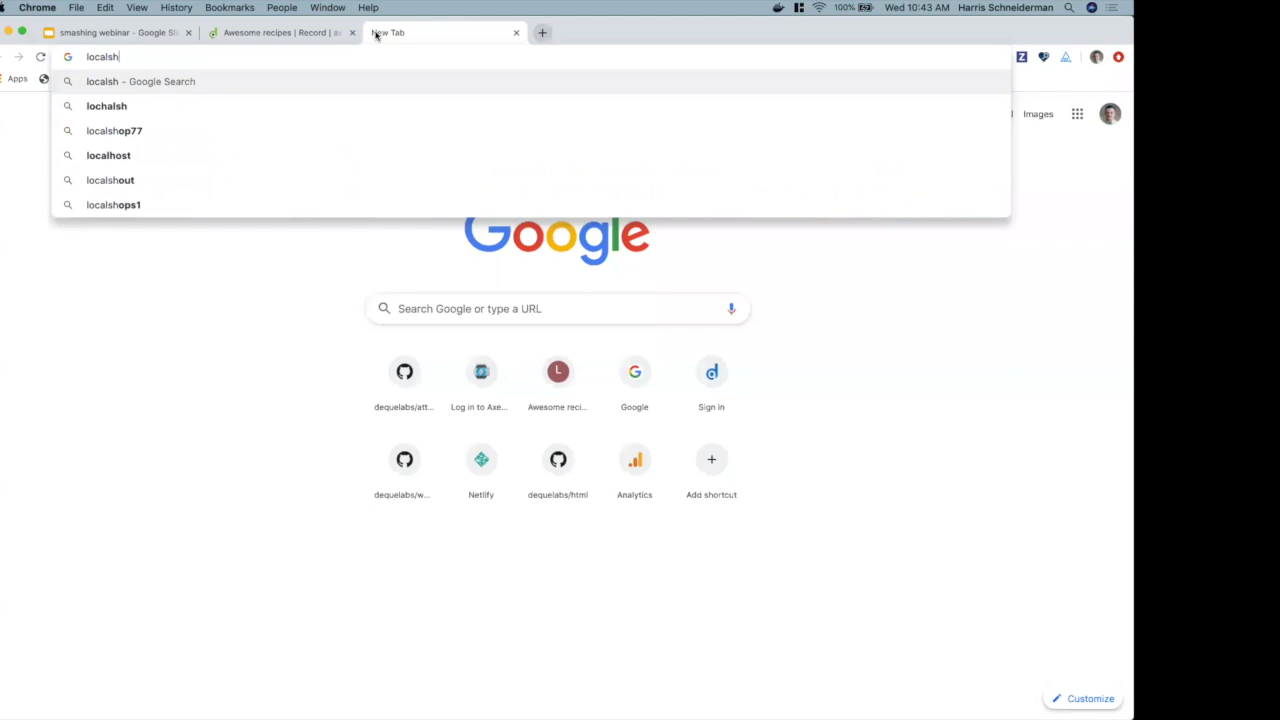 Chrome File Edit View History Bookmarks People Window Help 100% Wed 10:43 AM Harris Schneiderman
smashing webinar - Google Sli Awesome recipes | Record | a New Tab
localsh
Apps
localsh - Google Search
lochalsh
localshop77
localhost
localshout
localshops1
Images
Google
Search Google or type a URL
L
dequelabs/att... Log in to Axe... Awesome reci... Google Sign in
dequelabs/w... Netlify dequelabs/html Analytics Add shortcut
Customize